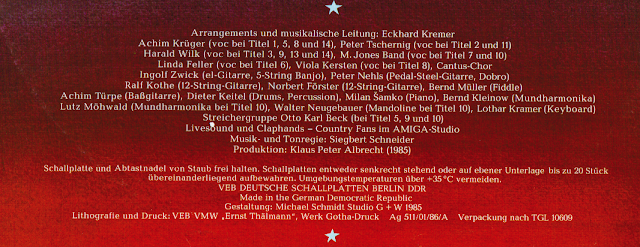 Arrangements und musikalische Leitung: Eckhard Kremer
Achim Krüger (voc bei Titel 1, 5, 8 und 14), Peter Tschernig (voc bei Titel 2 und 11)
Harald Wilk (voc bei Titel 3, 9, 13 und 14), M. Jones Band (voc bei Titel 7 und 10)
Linda Feller (voc bei Titel 6), Viola Kersten (voc bei Titel 8), Cantus-Chor
Ingolf Zwick (el-Gitarre, 5-String Banjo), Peter Nehls (Pedal-Steel-Gitarre, Dobro)
Ralf Kothe (12-String-Gitarre), Norbert Förster (12-String-Gitarre), Bernd Müller (Fiddle)
Achim Türpe (Baßgitarre), Dieter Keitel (Drums, Percussion), Milan Šamko (Piano), Bernd Kleinow (Mundharmonika)
Lutz Möhwald (Mundharmonika bei Titel 10), Walter Neugebauer (Mandoline bei Titel 10), Lothar Kramer (Keyboard)
Streichergruppe Otto Karl Beck (bei Titel 5, 9 und 10)
Livesound und Claphands – Country Fans im AMIGA-Studio
Musik- und Tonregie: Siegbert Schneider
Produktion: Klaus Peter Albrecht (1985)
Schallplatte und Abtastnadel von Staub frei halten. Schallplatten entweder senkrecht stehend oder auf ebener Unterlage bis zu 20 Stück
übereinanderliegend aufbewahren. Umgebungstemperaturen über +35 °C vermeiden.
VEB DEUTSCHE SCHALLPLATTEN BERLIN DDR
Made in the German Democratic Republic
Gestaltung: Michael Schmidt Studio G + W 1985
Lithografie und Druck: VEB VMW „Ernst Thälmann", Werk Gotha-Druck Ag 511/01/86/A Verpackung nach TGL 10609